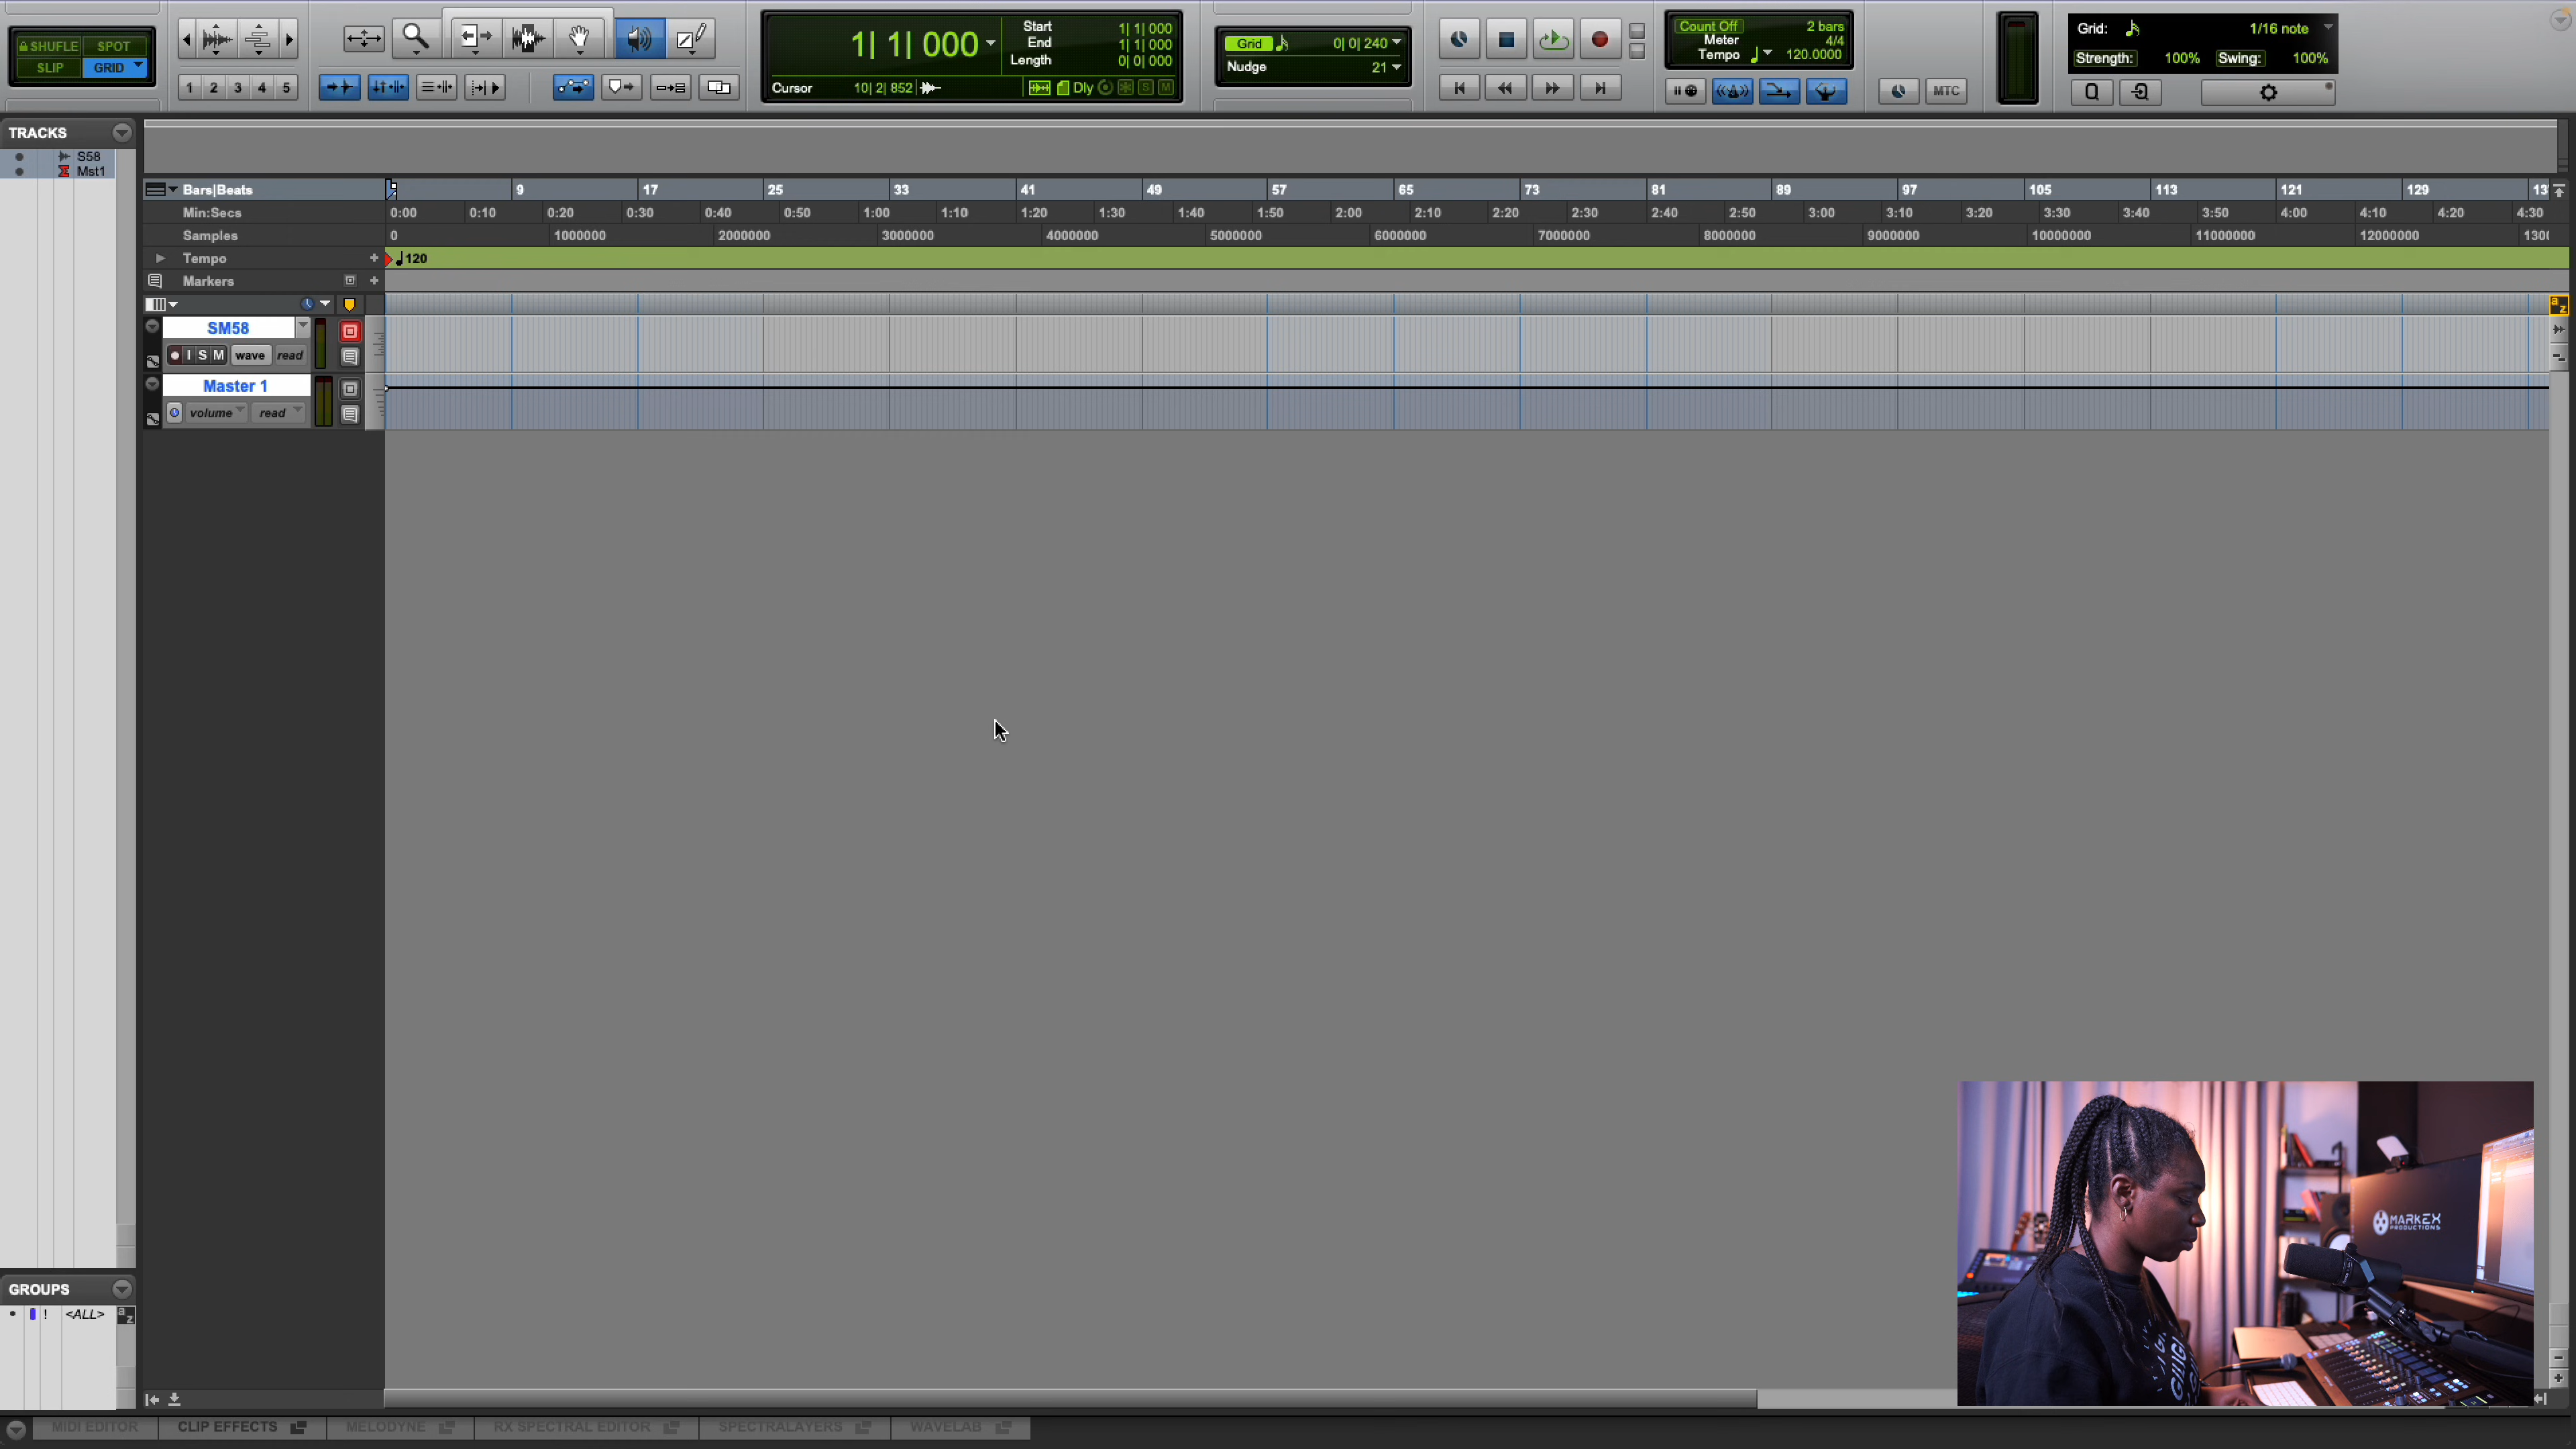 SHUFLE SPOT
SLIP GRID
1 2 3 4 5
1| 1| 000
Start 1| 1| 000
End 1| 1| 000
Length 0| 0| 000
Cursor 10| 2| 852
Dly S M
Grid 0| 0| 240
Nudge 21
Count Off 2 bars
Meter 4/4
Tempo 120.0000
MTC
Grid: 1/16 note
Strength: 100% Swing: 100%
Q
TRACKS
S58
Mst1
Bars|Beats 9 17 25 33 41 49 57 65 73 81 89 97 105 113 121 129
Min:Secs 0:00 0:10 0:20 0:30 0:40 0:50 1:00 1:10 1:20 1:30 1:40 1:50 2:00 2:10 2:20 2:30 2:40 2:50 3:00 3:10 3:20 3:30 3:40 3:50 4:00 4:10 4:20 4:30
Samples 0 1000000 2000000 3000000 4000000 5000000 6000000 7000000 8000000 9000000 10000000 11000000 12000000
Tempo + 120
Markers +
a z
SM58
I S M wave read
Master 1
volume read
MARKEX
PRODUCTIONS
GROUPS
! <ALL> a z
MIDI EDITOR CLIP EFFECTS MELODYNE RX SPECTRAL EDITOR SPECTRALAYERS WAVELAB